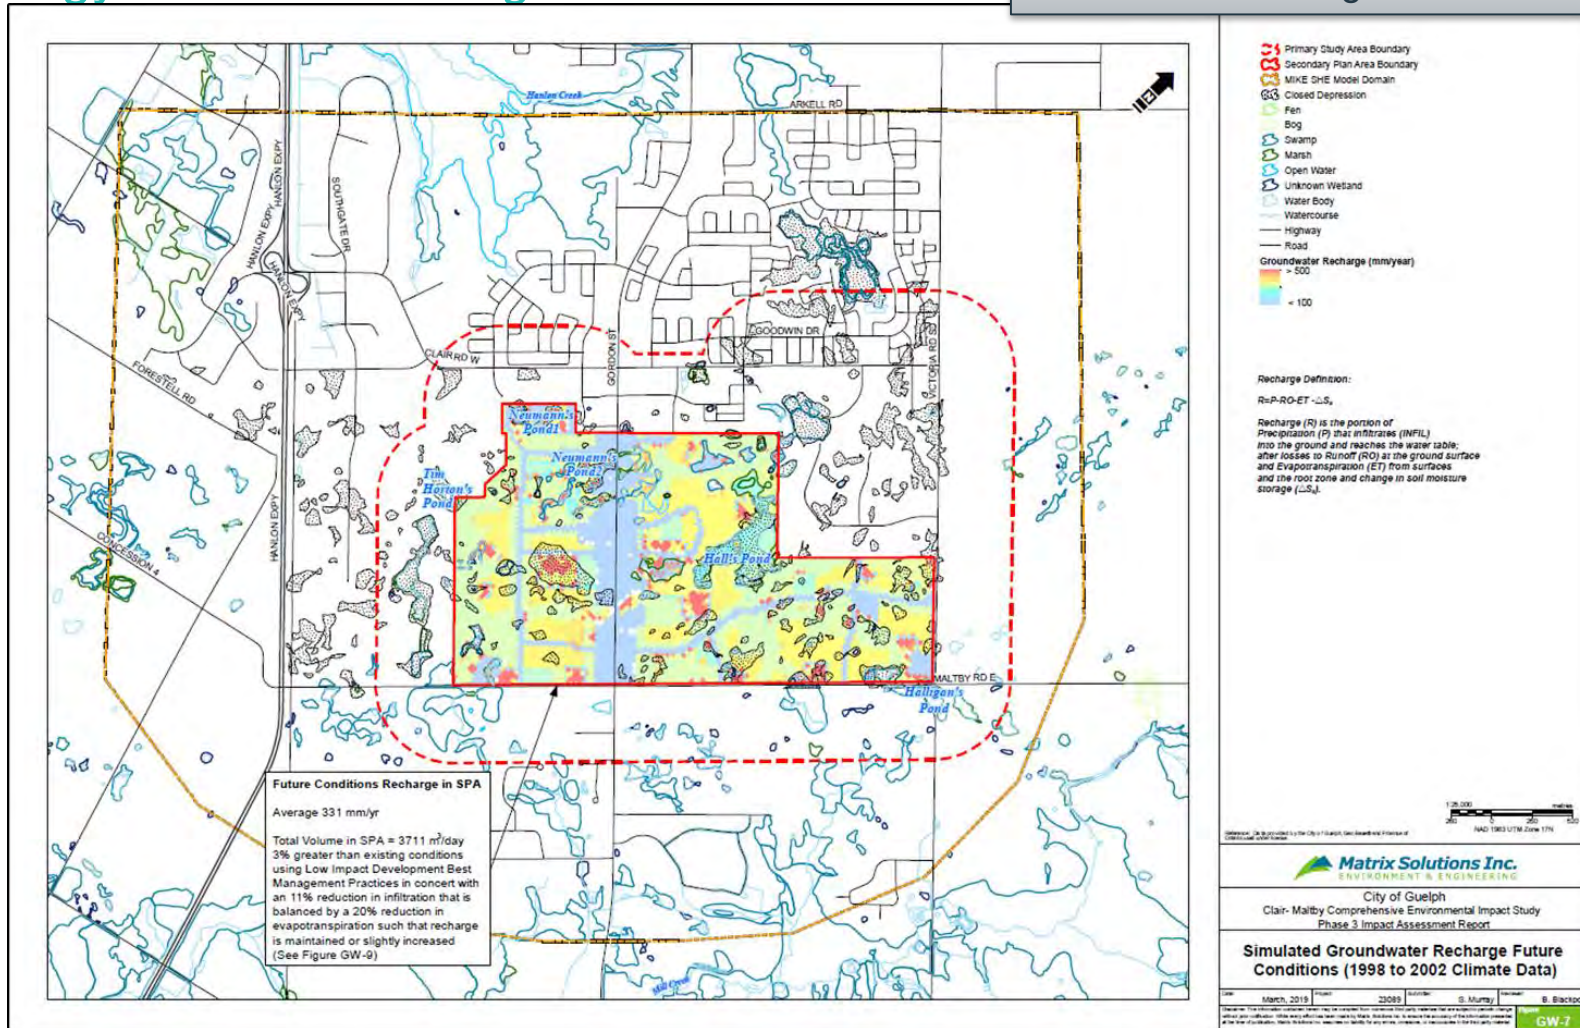 Hanlon Creek
ARKELL RD
HANLON EXPY
HANLON EXPY
SOUTHGATE DR
HANLON EXPY
GOODWIN DR
VICTORIA RD S
GORDON ST
CLAIR RD W
FORESTELL RD
Neumann's
Pond1
Neumann's
Pond2
Tim
Horton's
Pond
HANLON EXPY
CONCESSION 4
Hall's Pond
MALTBY RD E
Halligan's
Pond
Mill Creek
Future Conditions Recharge in SPA
Average 331 mm/yr
Total Volume in SPA = 3711 m³/day
3% greater than existing conditions
using Low Impact Development Best
Management Practices in concert with
an 11% reduction in infiltration that is
balanced by a 20% reduction in
evapotranspiration such that recharge
is maintained or slightly increased
(See Figure GW-9)
Primary Study Area Boundary
Secondary Plan Area Boundary
MIKE SHE Model Domain
Closed Depression
Fen
Bog
Swamp
Marsh
Open Water
Unknown Wetland
Water Body
Watercourse
Highway
Road
Groundwater Recharge (mm/year)
> 500
< 100
Recharge Definition:
R=P-RO-ET -△Sₐ
Recharge (R) is the portion of
Precipitation (P) that infiltrates (INFIL)
into the ground and reaches the water table;
after losses to Runoff (RO) at the ground surface
and Evapotranspiration (ET) from surfaces
and the root zone and change in soil moisture
storage (△Sₐ).
1:25,000
metres
NAD 1983 UTM Zone 17N
Matrix Solutions Inc.
ENVIRONMENT & ENGINEERING
City of Guelph
Clair- Maltby Comprehensive Environmental Impact Study
Phase 3 Impact Assessment Report
Simulated Groundwater Recharge Future
Conditions (1998 to 2002 Climate Data)
March, 2019
23089
S. Murray
GW-7